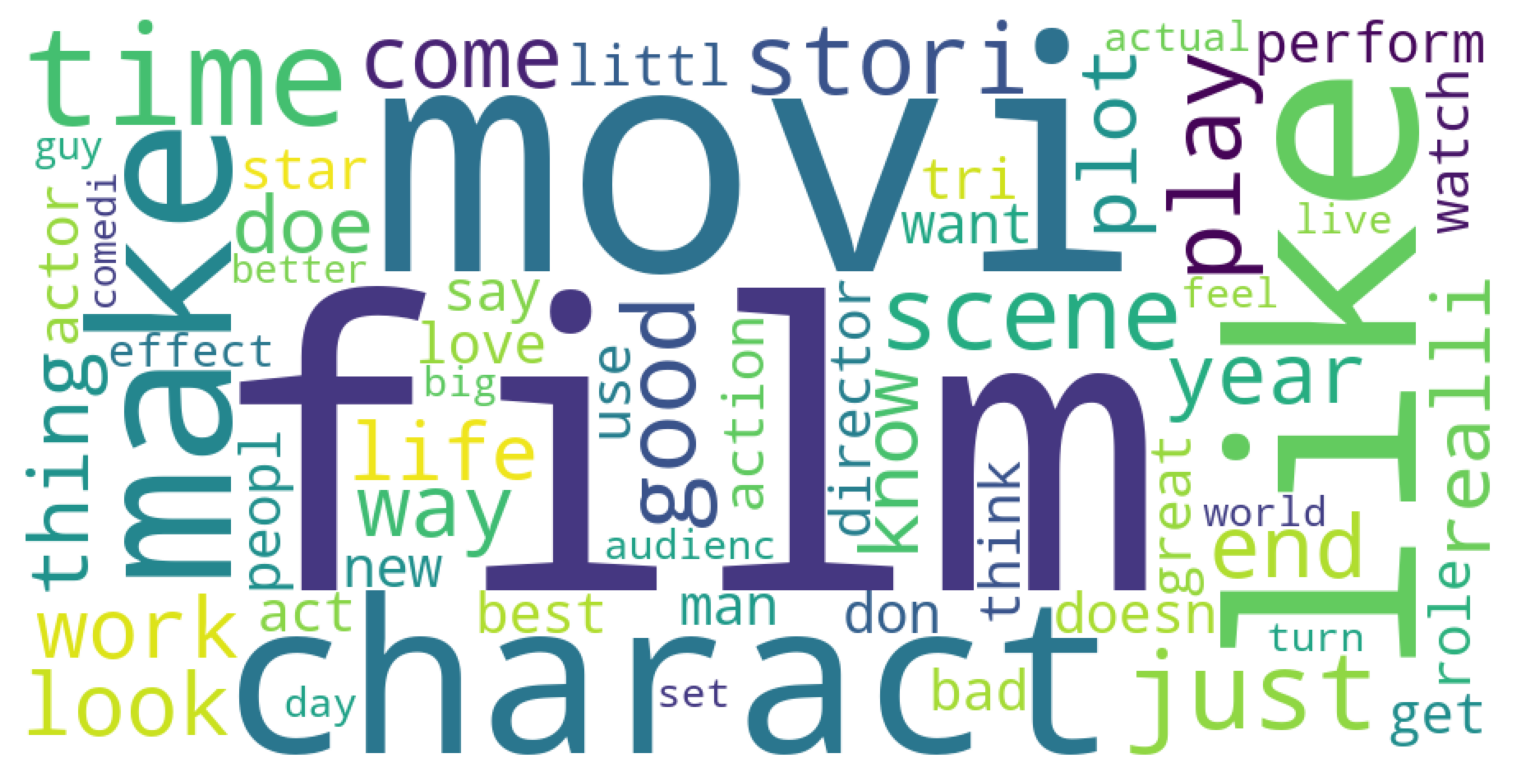 time
come
littl
stori
actual
perform
movi
plot
play
like
watch
guy
star
tri
make
actor
comedi
doe
want
live
better
say
scene
feel
film
good
director
realli
love
effect
action
use
year
thing
big
know
life
peopl
way
think
great
world
end
audienc
new
role
work
act
best
man
don
doesn
charact
turn
just
look
day
set
bad
get